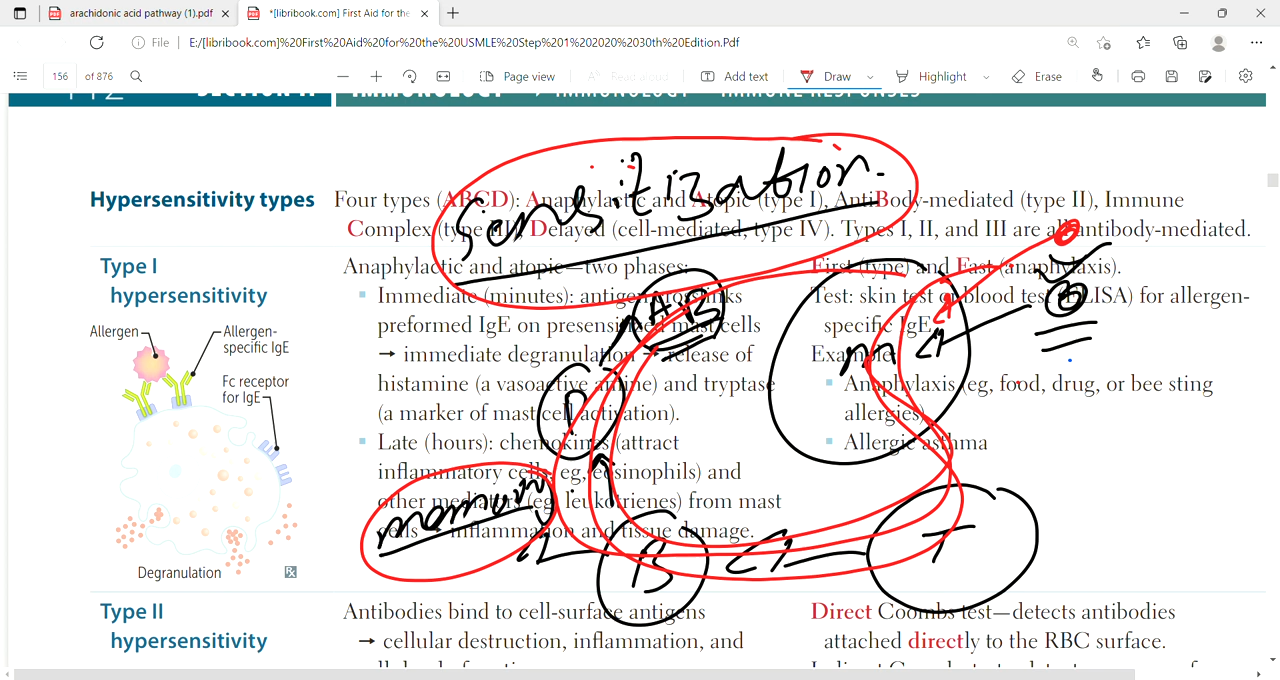 arachidonic acid pathway (1).pdf
*[libribook.com] First Aid for the
File E:/[libribook.com]%20First%20Aid%20for%20the%20USMLE%20Step%201%202020%2030th%20Edition.Pdf
156 of 876
Page view
Read aloud
Add text
Draw
Highlight
Erase
112 SECTION II IMMUNOLOGY IMMUNOLOGY—IMMUNE RESPONSES
Sensitization.
Hypersensitivity types
Four types (ABCD): Anaphylactic and Atopic (type I), AntiBody-mediated (type II), Immune
Complex (type III), Delayed (cell-mediated, type IV). Types I, II, and III are all antibody-mediated.
Type I
hypersensitivity
Allergen
Allergen-
specific IgE
Fc receptor
for IgE
Degranulation
Rx
Anaphylactic and atopic—two phases:
Immediate (minutes): antigen crosslinks
preformed IgE on presensitized mast cells
→ immediate degranulation → release of
histamine (a vasoactive amine) and tryptase
(a marker of mast cell activation).
Late (hours): chemokines (attract
inflammatory cells, eg, eosinophils) and
other mediators (eg, leukotrienes) from mast
cells → inflammation and tissue damage.
First (type) and Fast (anaphylaxis).
Test: skin test or blood test (ELISA) for allergen-
specific IgE.
Example
Anaphylaxis (eg, food, drug, or bee sting
allergies)
Allergic asthma
AB
m
P
memory
B
T
Type II
hypersensitivity
Antibodies bind to cell-surface antigens
→ cellular destruction, inflammation, and
Direct Coombs test—detects antibodies
attached directly to the RBC surface.